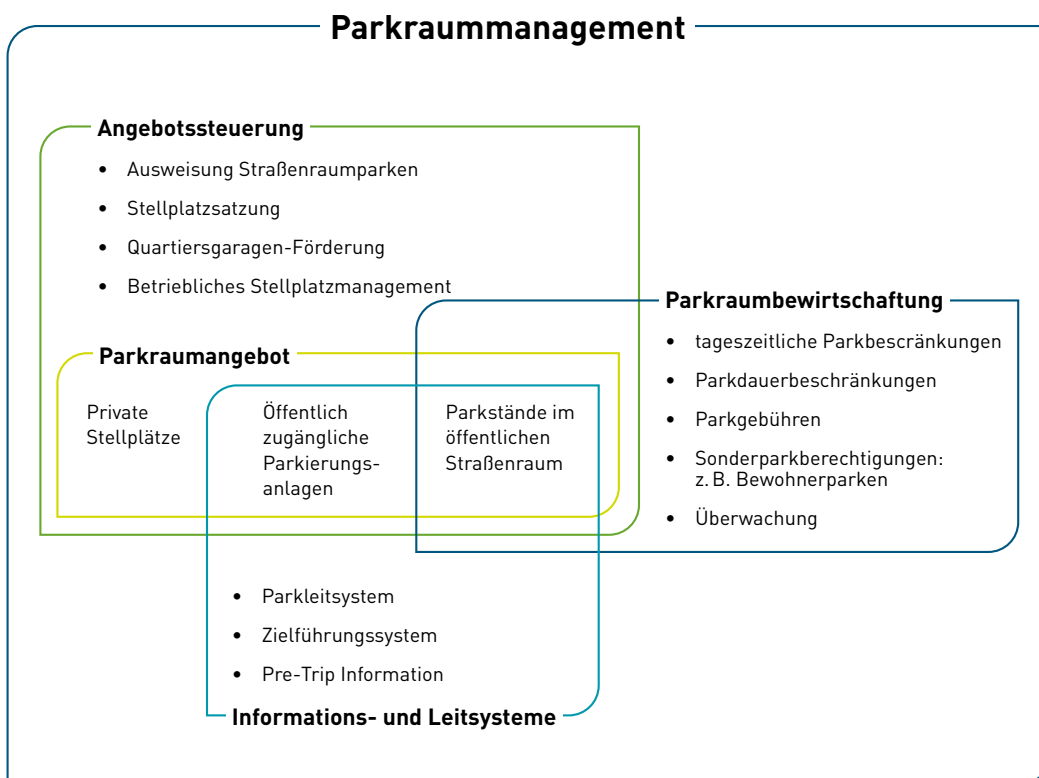 Parkraummanagement
Angebotssteuerung
• Ausweisung Straßenraumparken
• Stellplatzsatzung
• Quartiersgaragen-Förderung
• Betriebliches Stellplatzmanagement
Parkraumangebot
Private
Stellplätze
Öffentlich
zugängliche
Parkierungs-
anlagen
Parkstände im
öffentlichen
Straßenraum
Parkraumbewirtschaftung
• tageszeitliche Parkbescränkungen
• Parkdauerbeschränkungen
• Parkgebühren
• Sonderparkberechtigungen:
z. B. Bewohnerparken
• Überwachung
• Parkleitsystem
• Zielführungssystem
• Pre-Trip Information
Informations- und Leitsysteme